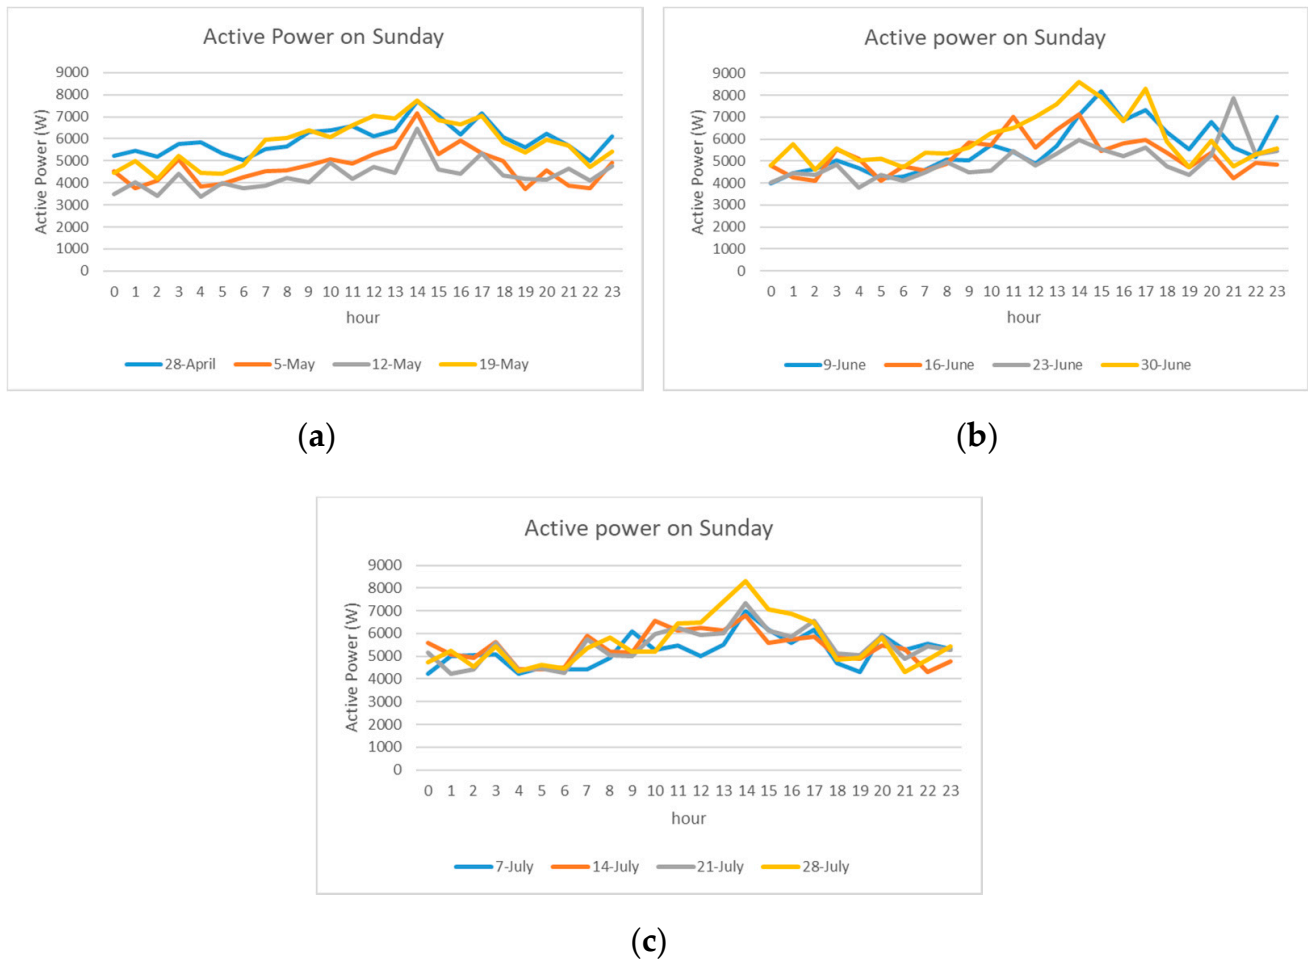 Active Power on Sunday
9000
8000
7000
6000
5000
4000
3000
2000
1000
0
Active Power (W)
0 1 2 3 4 5 6 7 8 9 10 11 12 13 14 15 16 17 18 19 20 21 22 23
hour
28-April 5-May 12-May 19-May
(a)
Active power on Sunday
9000
8000
7000
6000
5000
4000
3000
2000
1000
0
Active Power (W)
0 1 2 3 4 5 6 7 8 9 10 11 12 13 14 15 16 17 18 19 20 21 22 23
hour
9-June 16-June 23-June 30-June
(b)
Active power on Sunday
9000
8000
7000
6000
5000
4000
3000
2000
1000
0
Active Power (W)
0 1 2 3 4 5 6 7 8 9 10 11 12 13 14 15 16 17 18 19 20 21 22 23
hour
7-July 14-July 21-July 28-July
(c)